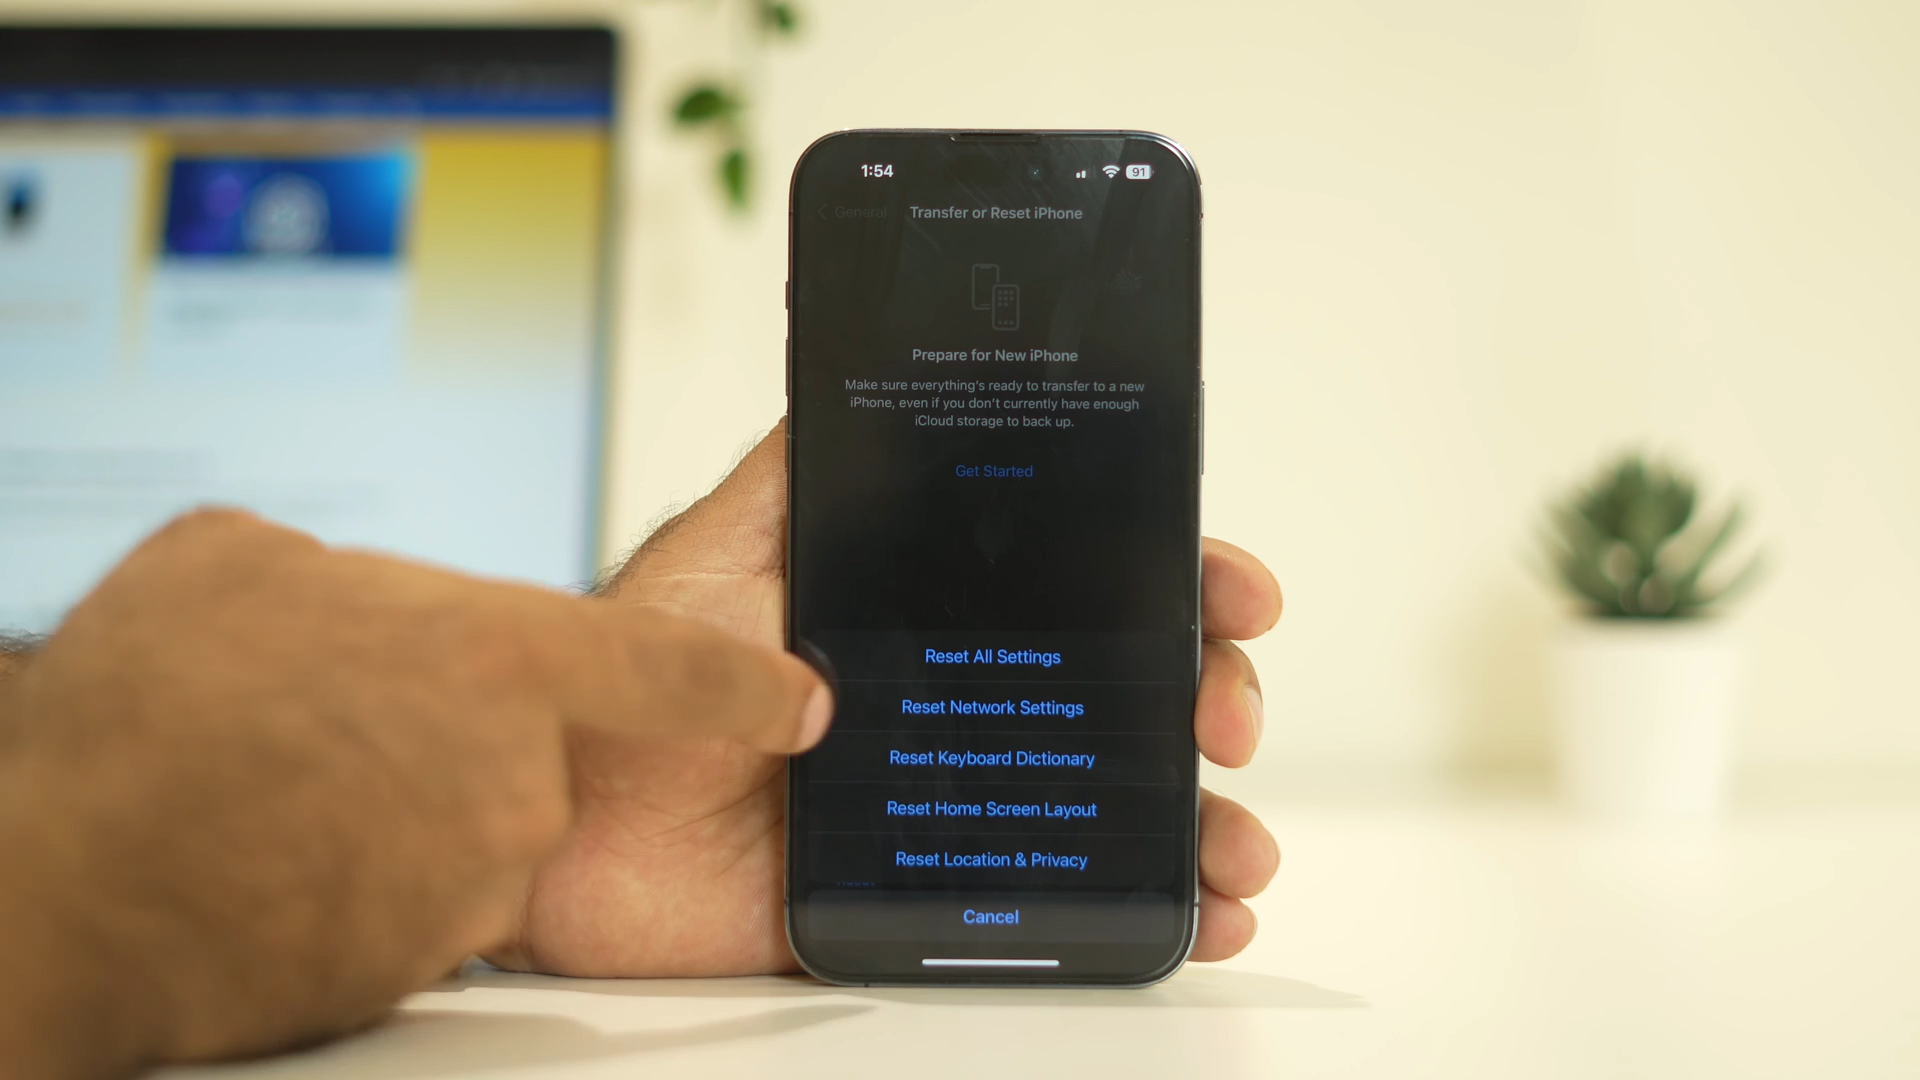 1:54
91
General
Transfer or Reset iPhone
Prepare for New iPhone
Make sure everything's ready to transfer to a new
iPhone, even if you don't currently have enough
iCloud storage to back up.
Get Started
Reset All Settings
Reset Network Settings
Reset Keyboard Dictionary
Reset Home Screen Layout
Reset Location & Privacy
Cancel